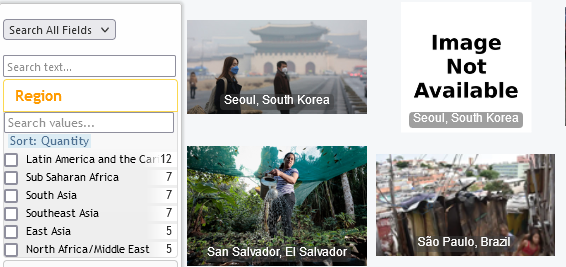 Search All Fields
Search text...
Region
Search values...
Sort: Quantity
Latin America and the Car 12
Sub Saharan Africa 7
South Asia 7
Southeast Asia 7
East Asia 5
North Africa/Middle East 5
Seoul, South Korea
Image
Not
Available
Seoul, South Korea
San Salvador, El Salvador
São Paulo, Brazil